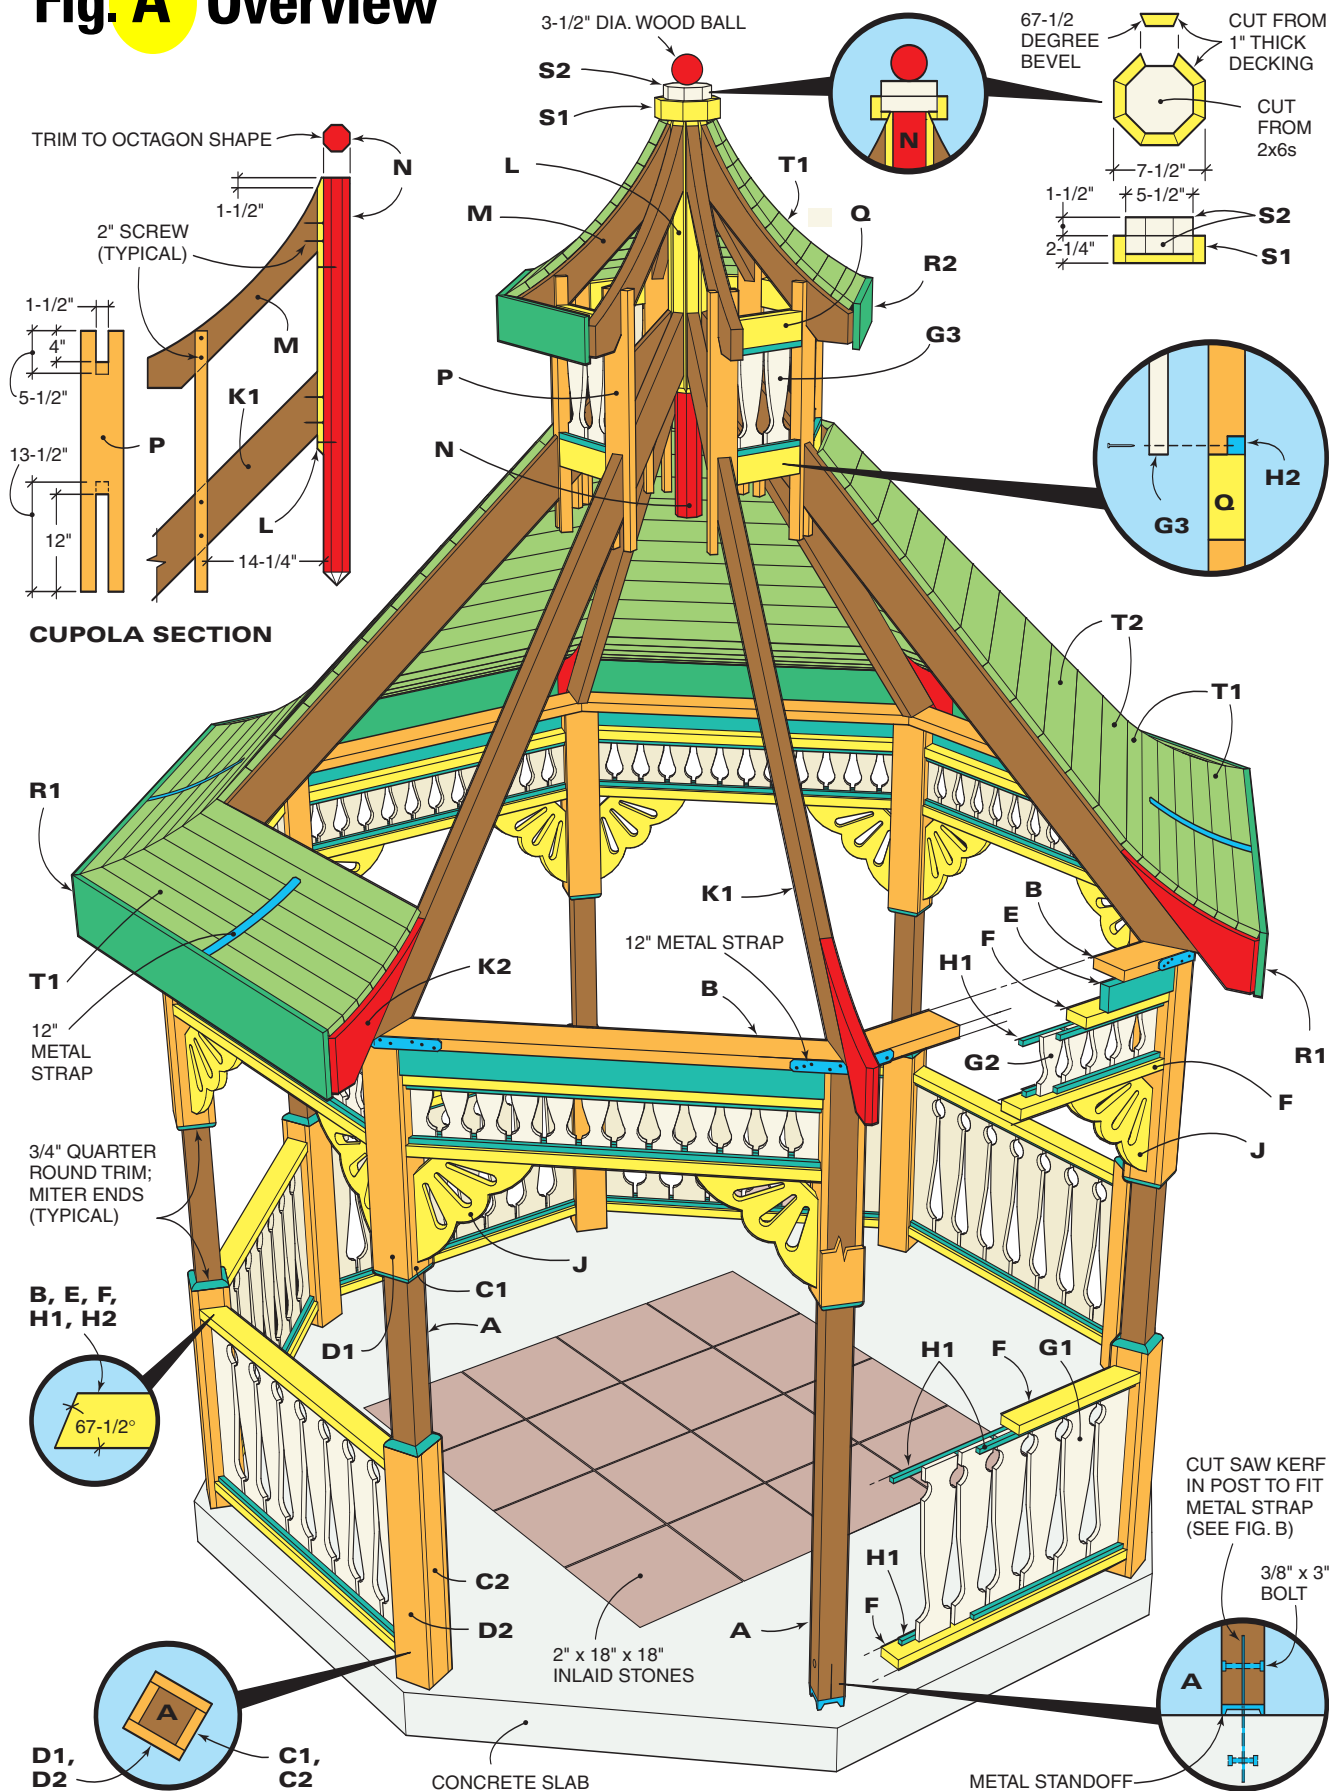 Fig. A Overview
3-1/2" DIA. WOOD BALL
S2
S1
67-1/2
DEGREE
BEVEL
CUT FROM
1" THICK
DECKING
CUT
FROM
2x6s
7-1/2"
5-1/2"
1-1/2"
2-1/4"
S2
S1
N
TRIM TO OCTAGON SHAPE
N
1-1/2"
2" SCREW
(TYPICAL)
1-1/2"
4"
5-1/2"
M
K1
P
13-1/2"
12"
L
14-1/4"
CUPOLA SECTION
L
M
T1
Q
R2
G3
P
N
H2
Q
G3
T2
T1
R1
T1
12"
METAL
STRAP
K2
K1
12" METAL STRAP
B
B
E
F
H1
G2
R1
F
J
3/4" QUARTER
ROUND TRIM;
MITER ENDS
(TYPICAL)
J
C1
A
D1
B, E, F,
H1, H2
67-1/2°
H1
F
G1
CUT SAW KERF
IN POST TO FIT
METAL STRAP
(SEE FIG. B)
3/8" x 3"
BOLT
H1
F
C2
D2
A
2" x 18" x 18"
INLAID STONES
A
A
D1,
D2
C1,
C2
CONCRETE SLAB
METAL STANDOFF